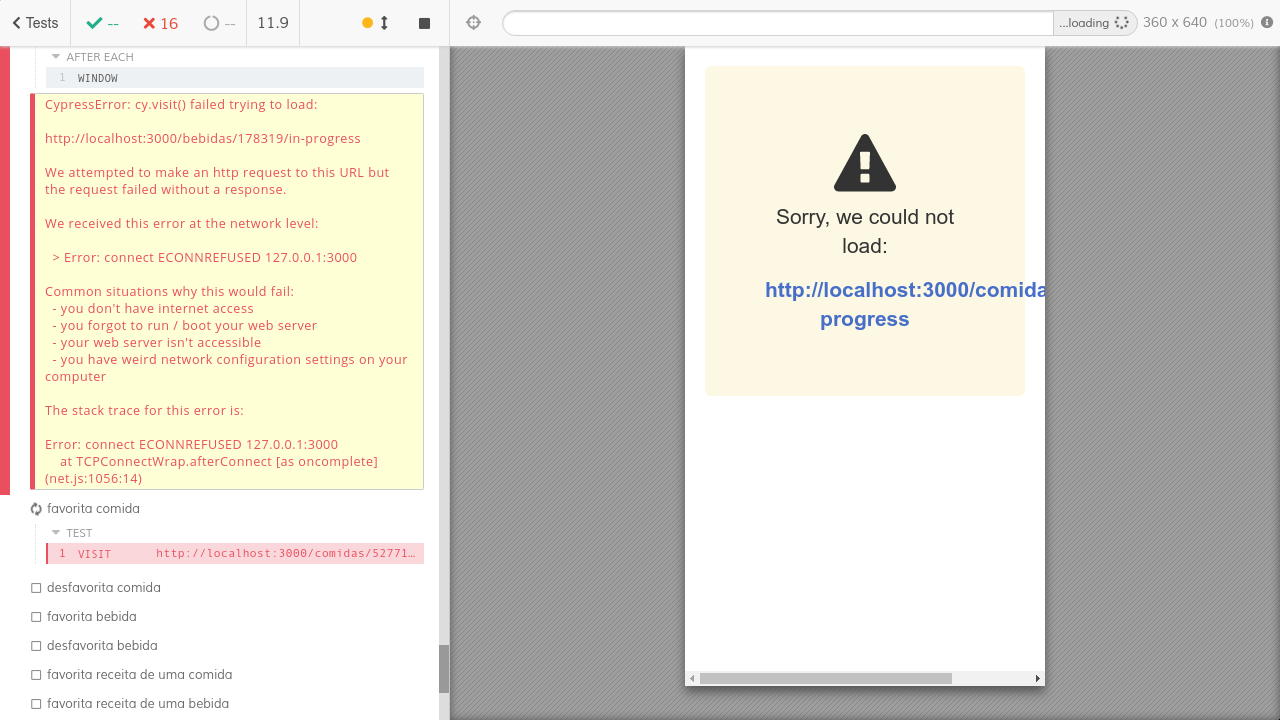 Tests
--
16
--
11.9
...loading
360 x 640 (100%)
AFTER EACH
1 WINDOW
CypressError: cy.visit() failed trying to load:
http://localhost:3000/bebidas/178319/in-progress
We attempted to make an http request to this URL but
the request failed without a response.
We received this error at the network level:
> Error: connect ECONNREFUSED 127.0.0.1:3000
Common situations why this would fail:
- you don't have internet access
- you forgot to run / boot your web server
- your web server isn't accessible
- you have weird network configuration settings on your
computer
The stack trace for this error is:
Error: connect ECONNREFUSED 127.0.0.1:3000
at TCPConnectWrap.afterConnect [as oncomplete]
(net.js:1056:14)
favorita comida
TEST
1 VISIT http://localhost:3000/comidas/52771…
desfavorita comida
favorita bebida
desfavorita bebida
favorita receita de uma comida
favorita receita de uma bebida
Sorry, we could not
load:
http://localhost:3000/comida
progress